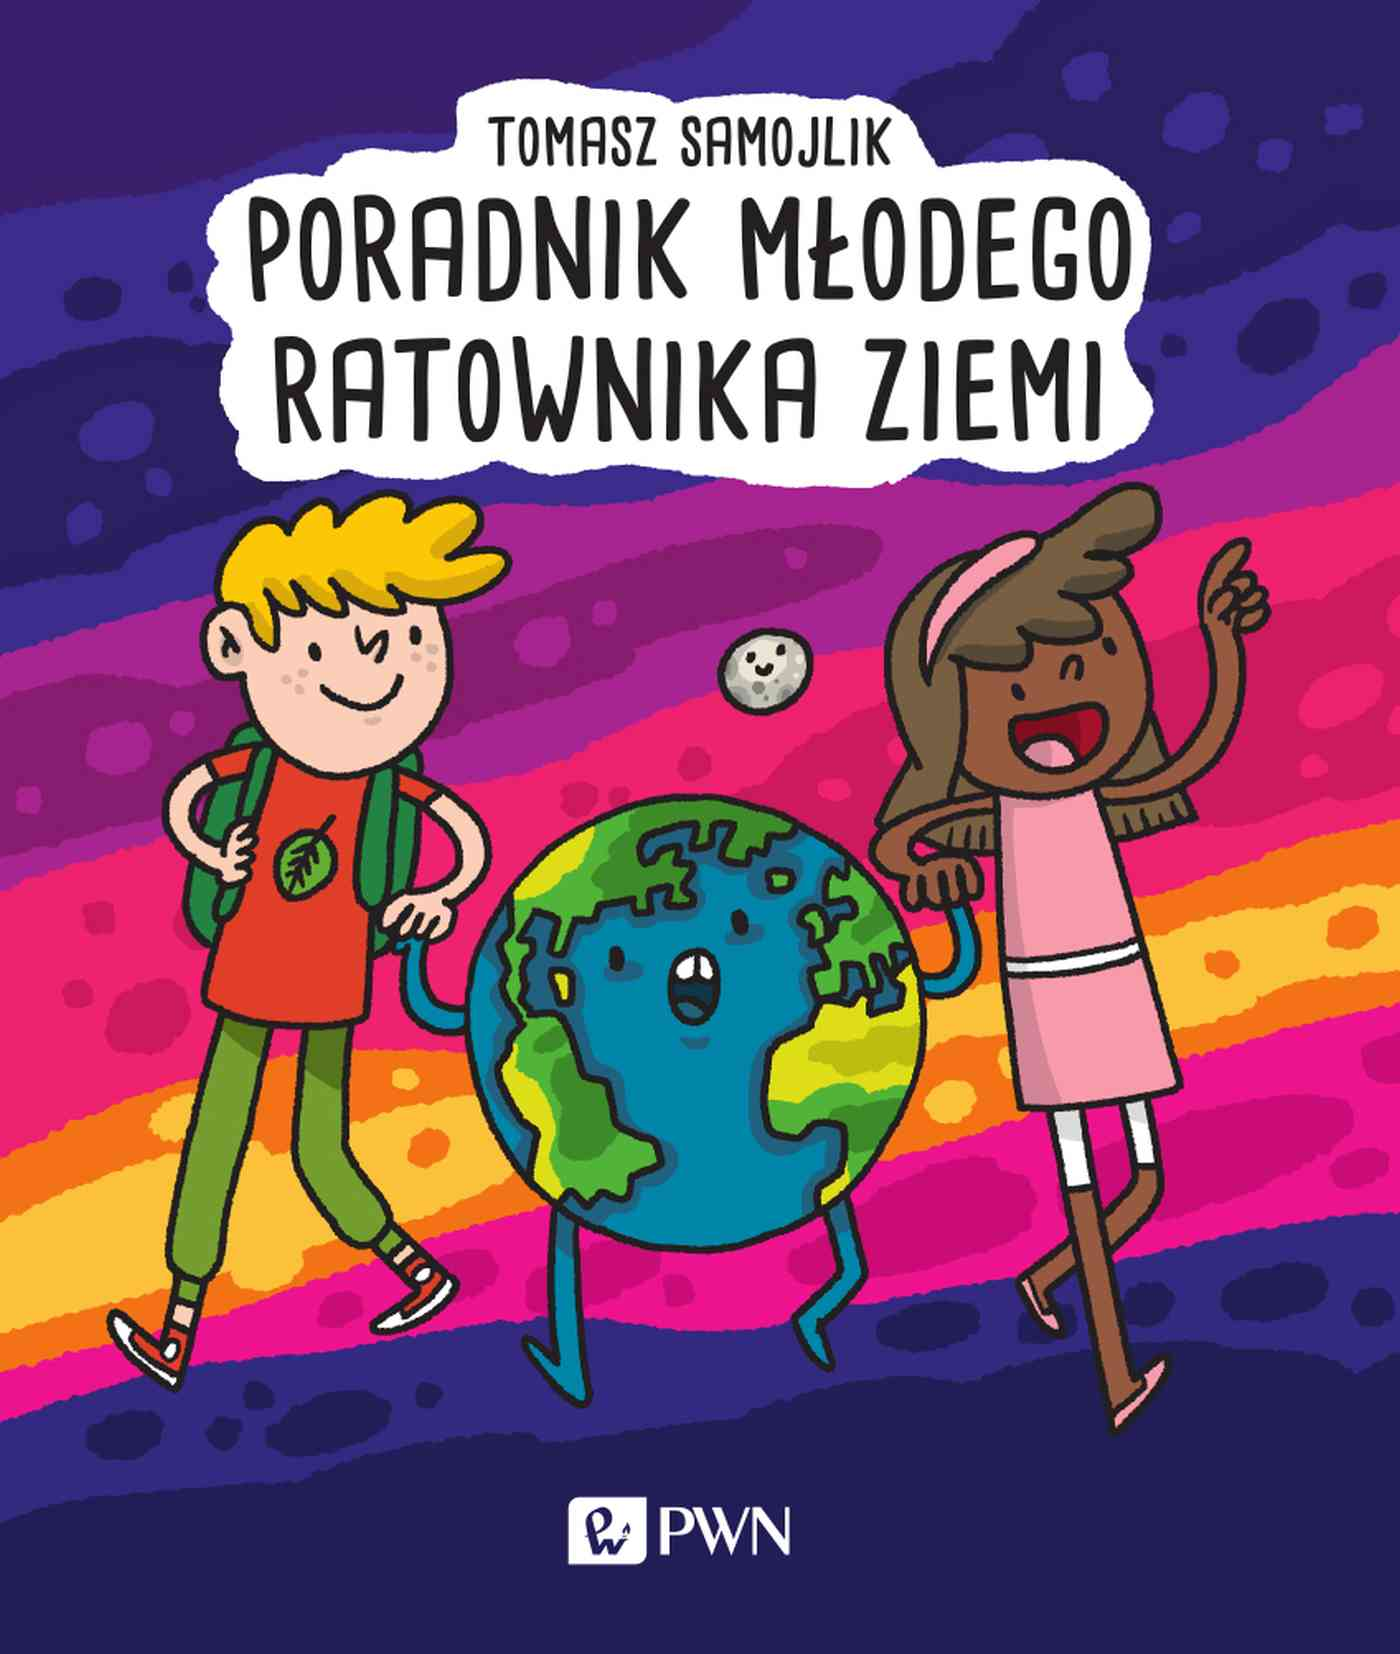 TOMASZ SAMOJLIK
PORADNIK MŁODEGO
RATOWNIKA ZIEMI
PWN